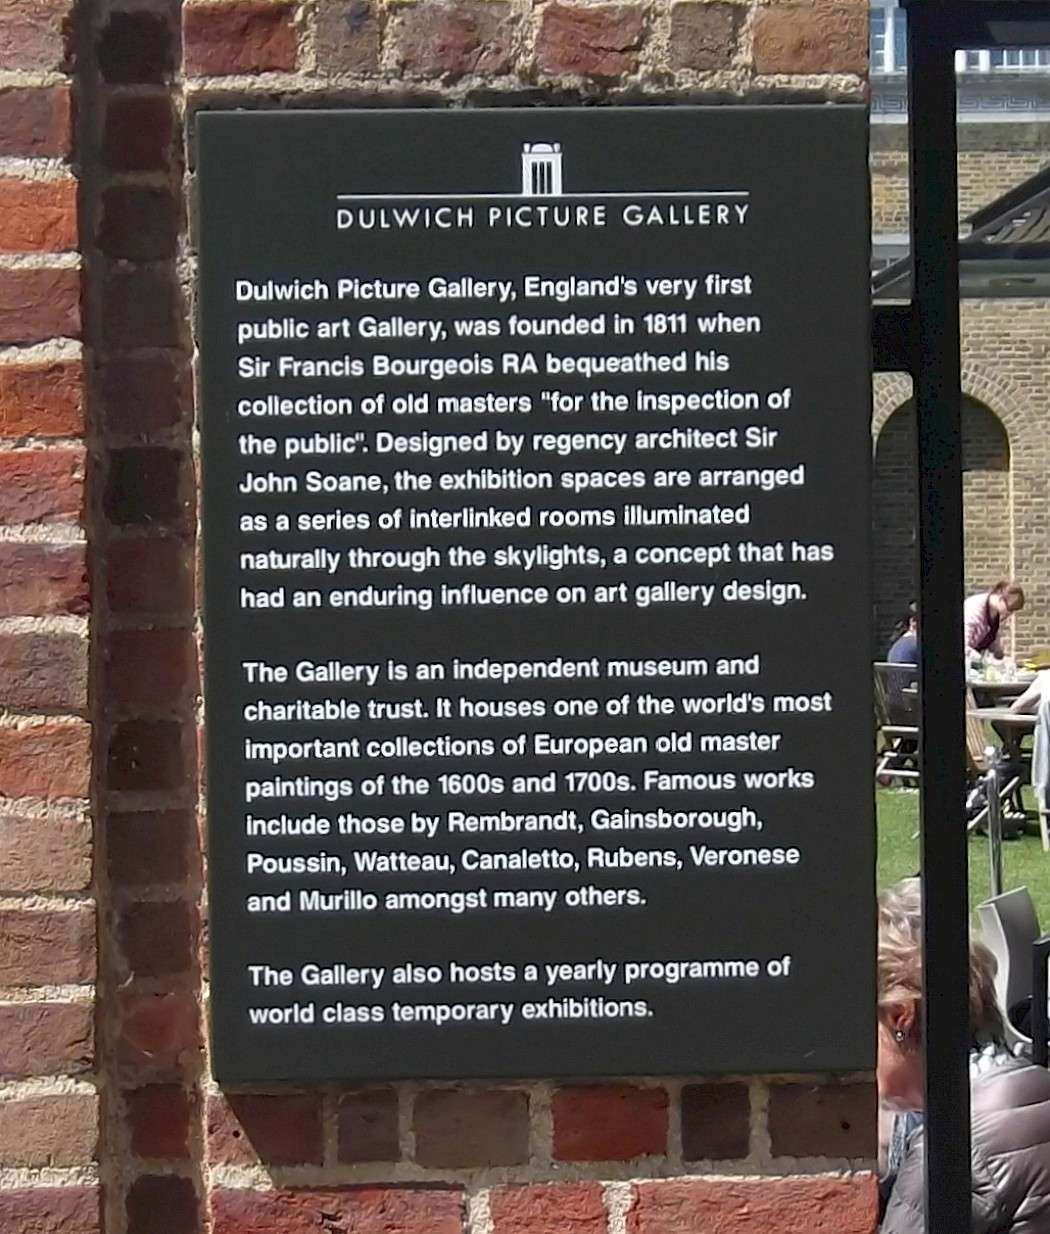 DULWICH PICTURE GALLERY
Dulwich Picture Gallery, England's very first
public art Gallery, was founded in 1811 when
Sir Francis Bourgeois RA bequeathed his
collection of old masters "for the inspection of
the public". Designed by regency architect Sir
John Soane, the exhibition spaces are arranged
as a series of interlinked rooms illuminated
naturally through the skylights, a concept that has
had an enduring influence on art gallery design.
The Gallery is an independent museum and
charitable trust. It houses one of the world's most
important collections of European old master
paintings of the 1600s and 1700s. Famous works
include those by Rembrandt, Gainsborough,
Poussin, Watteau, Canaletto, Rubens, Veronese
and Murillo amongst many others.
The Gallery also hosts a yearly programme of
world class temporary exhibitions.